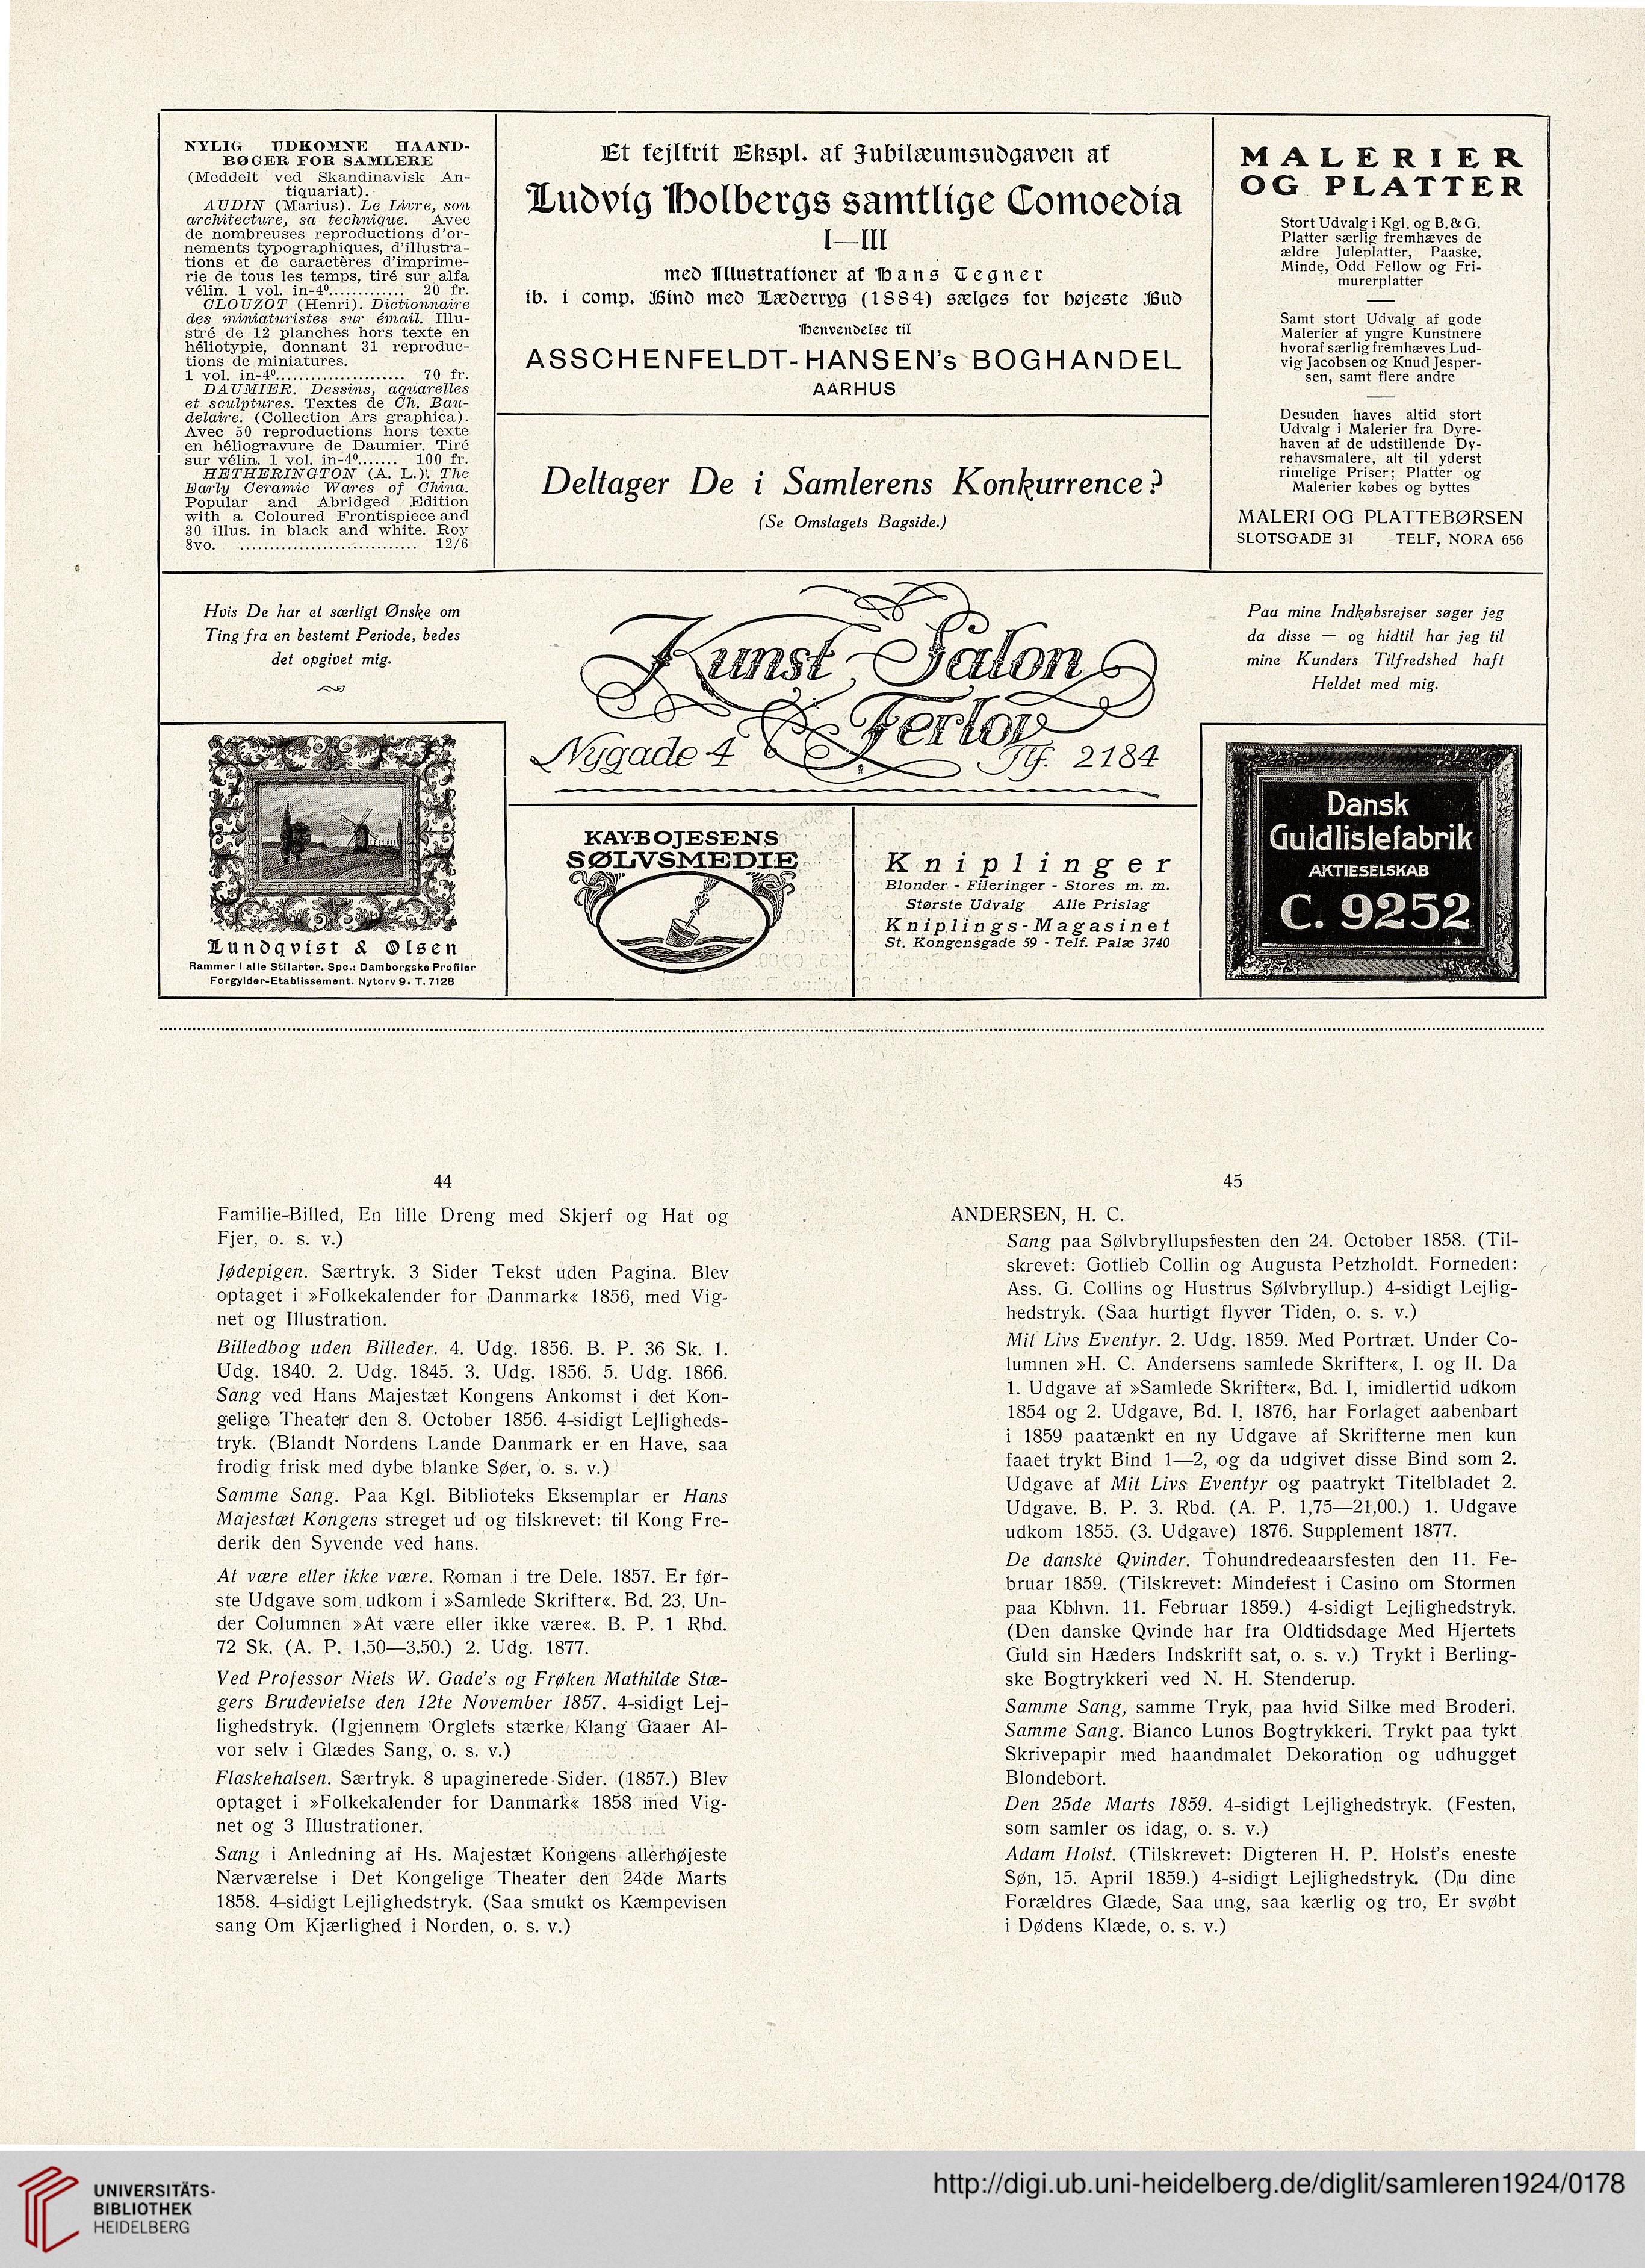 NYLIG UDKOMNE HAAND-
BØGER FOR SAMLERE
(Meddelt ved Skandinavisk An-
tiquariat).
AUDIN (Marius). Le Livre, son
architecture, sa technique. Avec
de nombreuses reproductions d'or-
nements typographiques, d'illustra-
tions et de caractères d'imprime-
rie de tous les temps, tiré sur alfa
vélin. 1 vol. in-4º............. 20 fr.
CLOUZOT (Henri). Dictionnaire
des miniaturistes sur émail. Illu-
stré de 12 planches hors texte en
héliotypie, donnant 31 reproduc-
tions de miniatures.
1 vol. in-4º...................... 70 fr.
DAUMIER. Dessins, aquarelles
et sculptures. Textes de Ch. Bau-
delaire. (Collection Ars graphica).
Avec 50 reproductions hors texte
en héliogravure de Daumier. Tiré
sur vélin. 1 vol. in-4º....... 100 fr.
HETHERINGTON (A. L.). The
Early Ceramic Wares of China.
Popular and Abridged Edition
with a Coloured Frontispiece and
30 illus. in black and white. Roy
8vo. .............................. 12/6
Et fejlfrit Ekspl. af Jubilæumsudgaven af
Ludvig Holbergs samtlige Comoedia
I—III
med Illustrationer af Hans Tegner
ib. i comp. Bind med Læderryg (1884) sælges for højeste Bud
Henvendelse til
ASSCHENFELDT-HANSEN's BOGHANDEL
AARHUS
Deltager De i Samlerens Konkurrence?
(Se Omslagets Bagside.)
MALERIER
OG PLATTER
Stort Udvalg i Kgl. og B. & G.
Platter særlig fremhæves de
ældre Juleplatter, Paaske,
Minde, Odd Fellow og Fri-
murerplatter
Samt stort Udvalg af gode
Malerier af yngre Kunstnere
hvoraf særlig fremhæves Lud-
vig Jacobsen og Knud Jesper-
sen, samt flere andre
Desuden haves altid stort
Udvalg i Malerier fra Dyre-
haven af de udstillende Dy-
rehavsmalere, alt til yderst
rimelige Priser; Platter og
Malerier købes og byttes
MALERI OG PLATTEBØRSEN
SLOTSGADE 31 TELF, NORA 656
Hvis De har et særligt Ønske om
Ting fra en bestemt Periode, bedes
det opgivet mig.
Kunst-Salon
Ferlov
Nygade 4 Tlf. 2184
Paa mine Indkøbsrejser søger jeg
da disse — og hidtil har jeg til
mine Kunders Tilfredshed haft
Heldet med mig.
Lundqvist & Olsen
Rammer i alle Stilarter. Spc.: Damborgske Profiler
Forgylder-Etablissement. Nytorv 9. T. 7128
KAY·BOJESENS
SØLVSMEDIE
Kniplinger
Blonder - Fileringer - Stores m. m.
Største Udvalg Alle Prislag
Kniplings-Magasinet
St. Kongensgade 59 - Telf. Palæ 3740
Dansk
Guldlistefabrik
AKTIESELSKAB
C. 9252
44
Familie-Billed, En lille Dreng med Skjerf og Hat og
Fjer, o. s. v.)
Jødepigen. Særtryk. 3 Sider Tekst uden Pagina. Blev
optaget i »Folkekalender for Danmark« 1856, med Vig-
net og Illustration.
Billedbog uden Billeder. 4. Udg. 1856. B. P. 36 Sk. 1.
Udg. 1840. 2. Udg. 1845. 3. Udg. 1856. 5. Udg. 1866.
Sang ved Hans Majestæt Kongens Ankomst i det Kon-
gelige Theater den 8. October 1856. 4-sidigt Lejligheds-
tryk. (Blandt Nordens Lande Danmark er en Have, saa
frodig frisk med dybe blanke Søer, o. s. v.)
Samme Sang. Paa Kgl. Biblioteks Eksemplar er Hans
Majestæt Kongens streget ud og tilskrevet: til Kong Fre-
derik den Syvende ved hans.
At være eller ikke være. Roman i tre Dele. 1857. Er før-
ste Udgave som udkom i »Samlede Skrifter«. Bd. 23. Un-
der Columnen »At være eller ikke være«. B. P. 1 Rbd.
72 Sk. (A. P. 1,50—3,50.) 2. Udg. 1877.
Ved Professor Niels W. Gade's og Frøken Mathilde Stæ-
gers Brudevielse den 12te November 1857. 4-sidigt Lej-
lighedstryk. (Igjennem Orglets stærke Klang Gaaer Al-
vor selv i Glædes Sang, o. s. v.)
Flaskehalsen. Særtryk. 8 upaginerede Sider. (1857.) Blev
optaget i »Folkekalender for Danmark« 1858 med Vig-
net og 3 Illustrationer.
Sang i Anledning af Hs. Majestæt Kongens allerhøjeste
Nærværelse i Det Kongelige Theater den 24de Marts
1858. 4-sidigt Lejlighedstryk. (Saa smukt os Kæmpevisen
sang Om Kjærlighed i Norden, o. s. v.)
45
ANDERSEN, H. C.
Sang paa Sølvbryllupsfesten den 24. October 1858. (Til-
skrevet: Gotlieb Collin og Augusta Petzholdt. Forneden:
Ass. G. Collins og Hustrus Sølvbryllup.) 4-sidigt Lejlig-
hedstryk. (Saa hurtigt flyver Tiden, o. s. v.)
Mit Livs Eventyr. 2. Udg. 1859. Med Portræt. Under Co-
lumnen »H. C. Andersens samlede Skrifter«, I. og II. Da
1. Udgave af »Samlede Skrifter«, Bd. I, imidlertid udkom
1854 og 2. Udgave, Bd. I, 1876, har Forlaget aabenbart
i 1859 paatænkt en ny Udgave af Skrifterne men kun
faaet trykt Bind 1—2, og da udgivet disse Bind som 2.
Udgave af Mit Livs Eventyr og paatrykt Titelbladet 2.
Udgave. B. P. 3. Rbd. (A. P. 1,75—21,00.) 1. Udgave
udkom 1855. (3. Udgave) 1876. Supplement 1877.
De danske Qvinder. Tohundredeaarsfesten den 11. Fe-
bruar 1859. (Tilskrevet: Mindefest i Casino om Stormen
paa Kbhvn. 11. Februar 1859.) 4-sidigt Lejlighedstryk.
(Den danske Qvinde har fra Oldtidsdage Med Hjertets
Guld sin Hæders Indskrift sat, o. s. v.) Trykt i Berling-
ske Bogtrykkeri ved N. H. Stenderup.
Samme Sang, samme Tryk, paa hvid Silke med Broderi.
Samme Sang. Bianco Lunos Bogtrykkeri. Trykt paa tykt
Skrivepapir med haandmalet Dekoration og udhugget
Blondebort.
Den 25de Marts 1859. 4-sidigt Lejlighedstryk. (Festen,
som samler os idag, o. s. v.)
Adam Holst. (Tilskrevet: Digteren H. P. Holst's eneste
Søn, 15. April 1859.) 4-sidigt Lejlighedstryk. (Du dine
Forældres Glæde, Saa ung, saa kærlig og tro, Er svøbt
i Dødens Klæde, o. s. v.)
UNIVERSITÄTS-
BIBLIOTHEK
HEIDELBERG
http://digi.ub.uni-heidelberg.de/diglit/samleren1924/0178